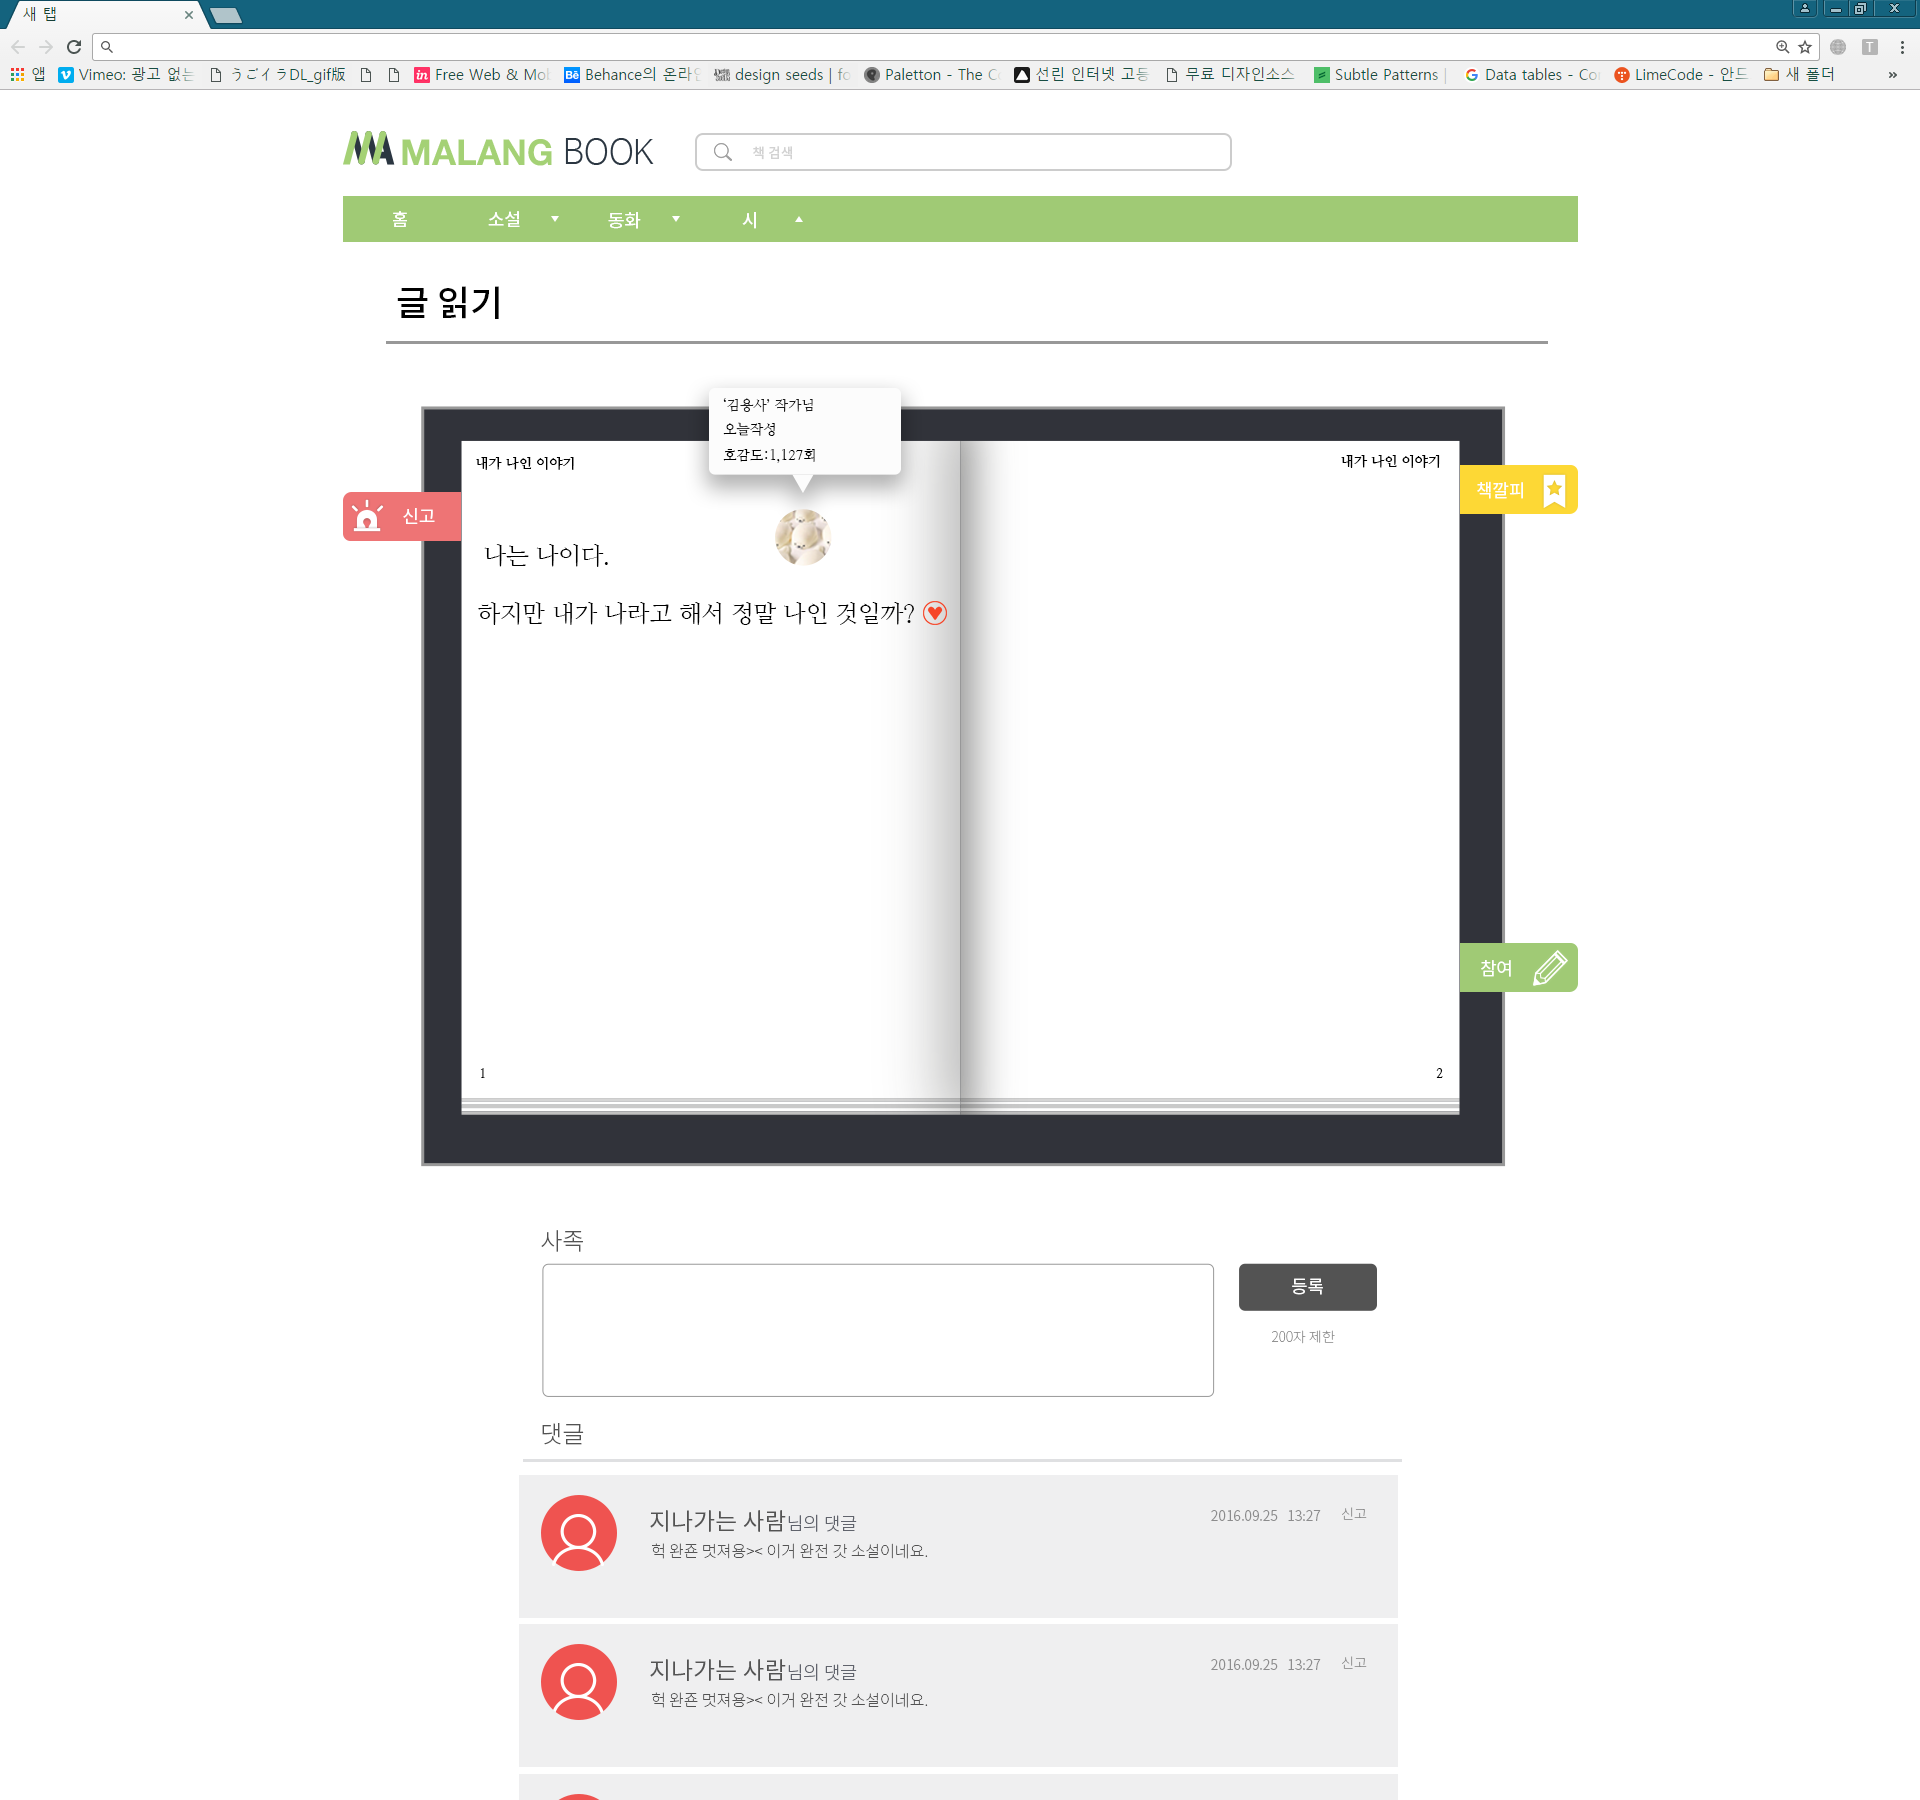 새 탭
앱 Vimeo: 광고 없는 うごイラDL_gif版 Free Web & Mob Behance의 온라인 design seeds | fo Paletton - The Co 선린 인터넷 고등 무료 디자인소스 Subtle Patterns | Data tables - Co LimeCode - 안드 새 폴더 »
MALANG BOOK
책 검색
홈 소설 ▼ 동화 ▼ 시 ▲
글 읽기
‘김용사’ 작가님
오늘작성
호감도:1,127회
내가 나인 이야기
내가 나인 이야기
책깔피
신고
나는 나이다.
하지만 내가 나라고 해서 정말 나인 것일까?
참여
1
2
사족
등록
200자 제한
댓글
지나가는 사람님의 댓글 2016.09.25 13:27 신고
헉 완죤 멋져용>< 이거 완전 갓 소설이네요.
지나가는 사람님의 댓글 2016.09.25 13:27 신고
헉 완죤 멋져용>< 이거 완전 갓 소설이네요.